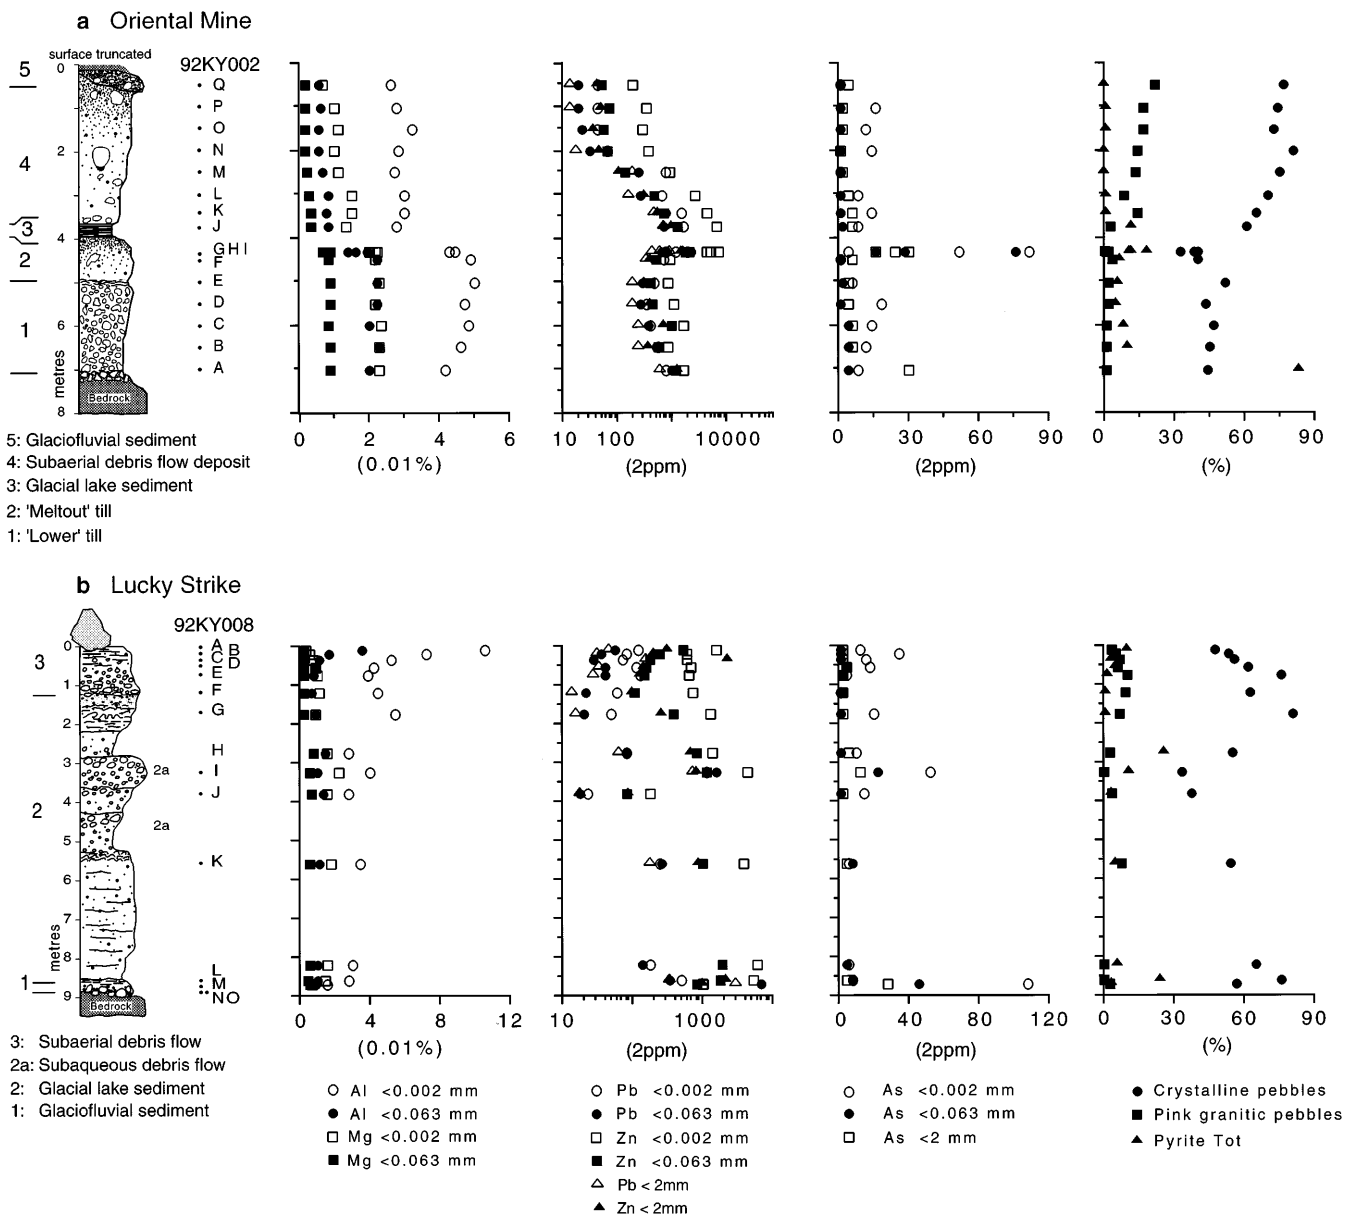 a Oriental Mine
surface truncated
92KY002
0
2
4
6
8
metres
5
4
3
2
1
Bedrock
Q
P
O
N
M
L
K
J
G H I
F
E
D
C
B
A
0 2 4 6
(0.01%)
10 100 10000
(2ppm)
0 30 60 90
(2ppm)
0 30 60 90
(%)
5: Glaciofluvial sediment
4: Subaerial debris flow deposit
3: Glacial lake sediment
2: 'Meltout' till
1: 'Lower' till
b Lucky Strike
92KY008
0
1
2
3
4
5
6
7
8
9
metres
3
2
1
2a
2a
Bedrock
A B
C D
E
F
G
H
I
J
K
L
M
N O
0 4 8 12
(0.01%)
10 1000
(2ppm)
0 40 80 120
(2ppm)
0 30 60 90
(%)
3: Subaerial debris flow
2a: Subaqueous debris flow
2: Glacial lake sediment
1: Glaciofluvial sediment
Al <0.002 mm
Al <0.063 mm
Mg <0.002 mm
Mg <0.063 mm
Pb <0.002 mm
Pb <0.063 mm
Zn <0.002 mm
Zn <0.063 mm
Pb < 2mm
Zn < 2mm
As <0.002 mm
As <0.063 mm
As <2 mm
Crystalline pebbles
Pink granitic pebbles
Pyrite Tot